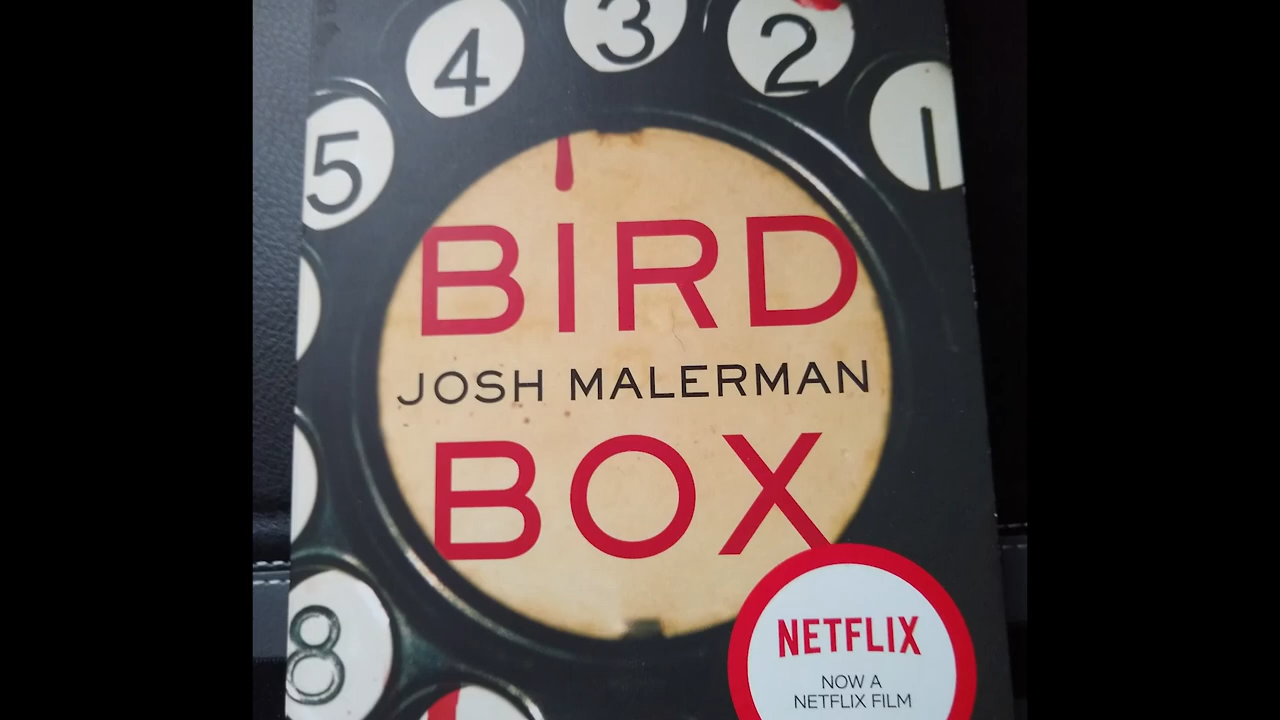 4 3 2 1
5
BIRD
JOSH MALERMAN
BOX
8
NETFLIX
NOW A
NETFLIX FILM